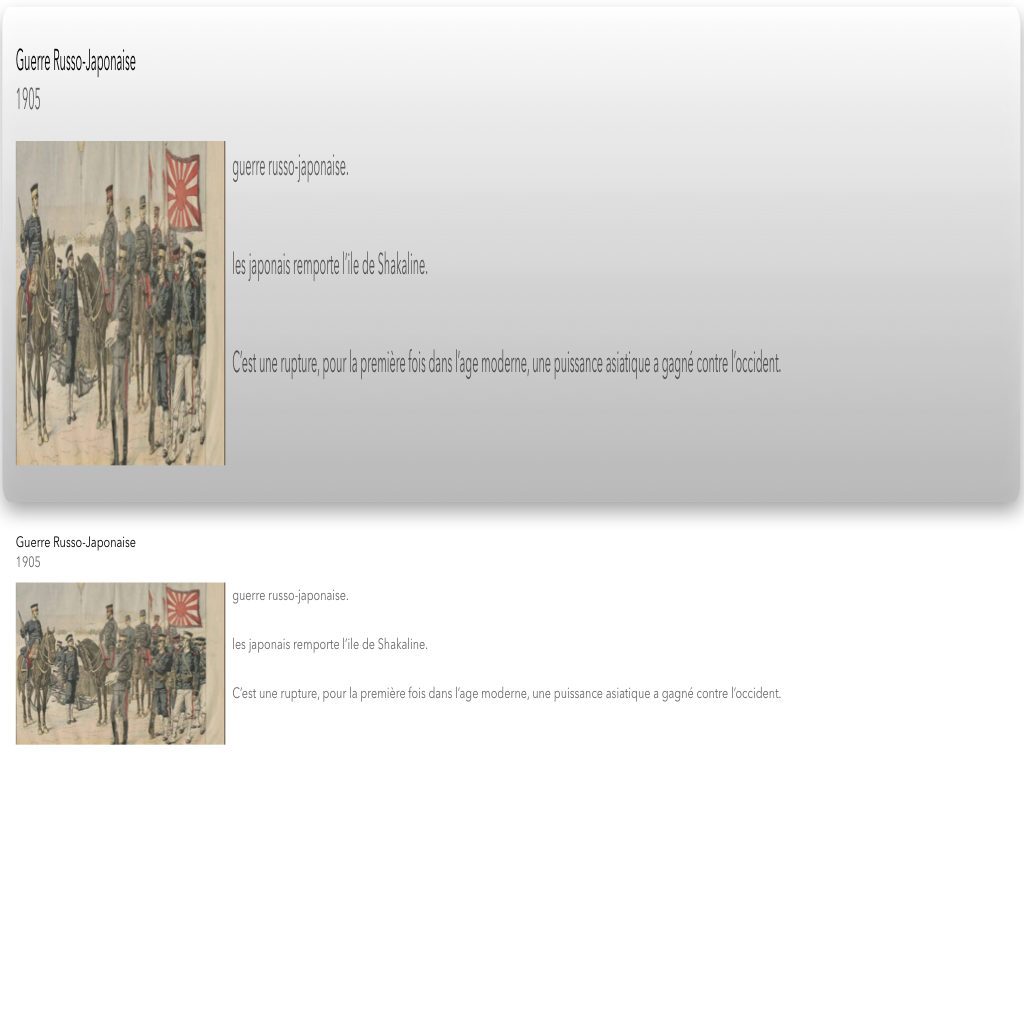 Guerre Russo-Japonaise
1905
guerre russo-japonaise.
les japonais remporte l’ile de Shakaline.
C’est une rupture, pour la première fois dans l’age moderne, une puissance asiatique a gagné contre l’occident.
Guerre Russo-Japonaise
1905
guerre russo-japonaise.
les japonais remporte l’ile de Shakaline.
C’est une rupture, pour la première fois dans l’age moderne, une puissance asiatique a gagné contre l’occident.